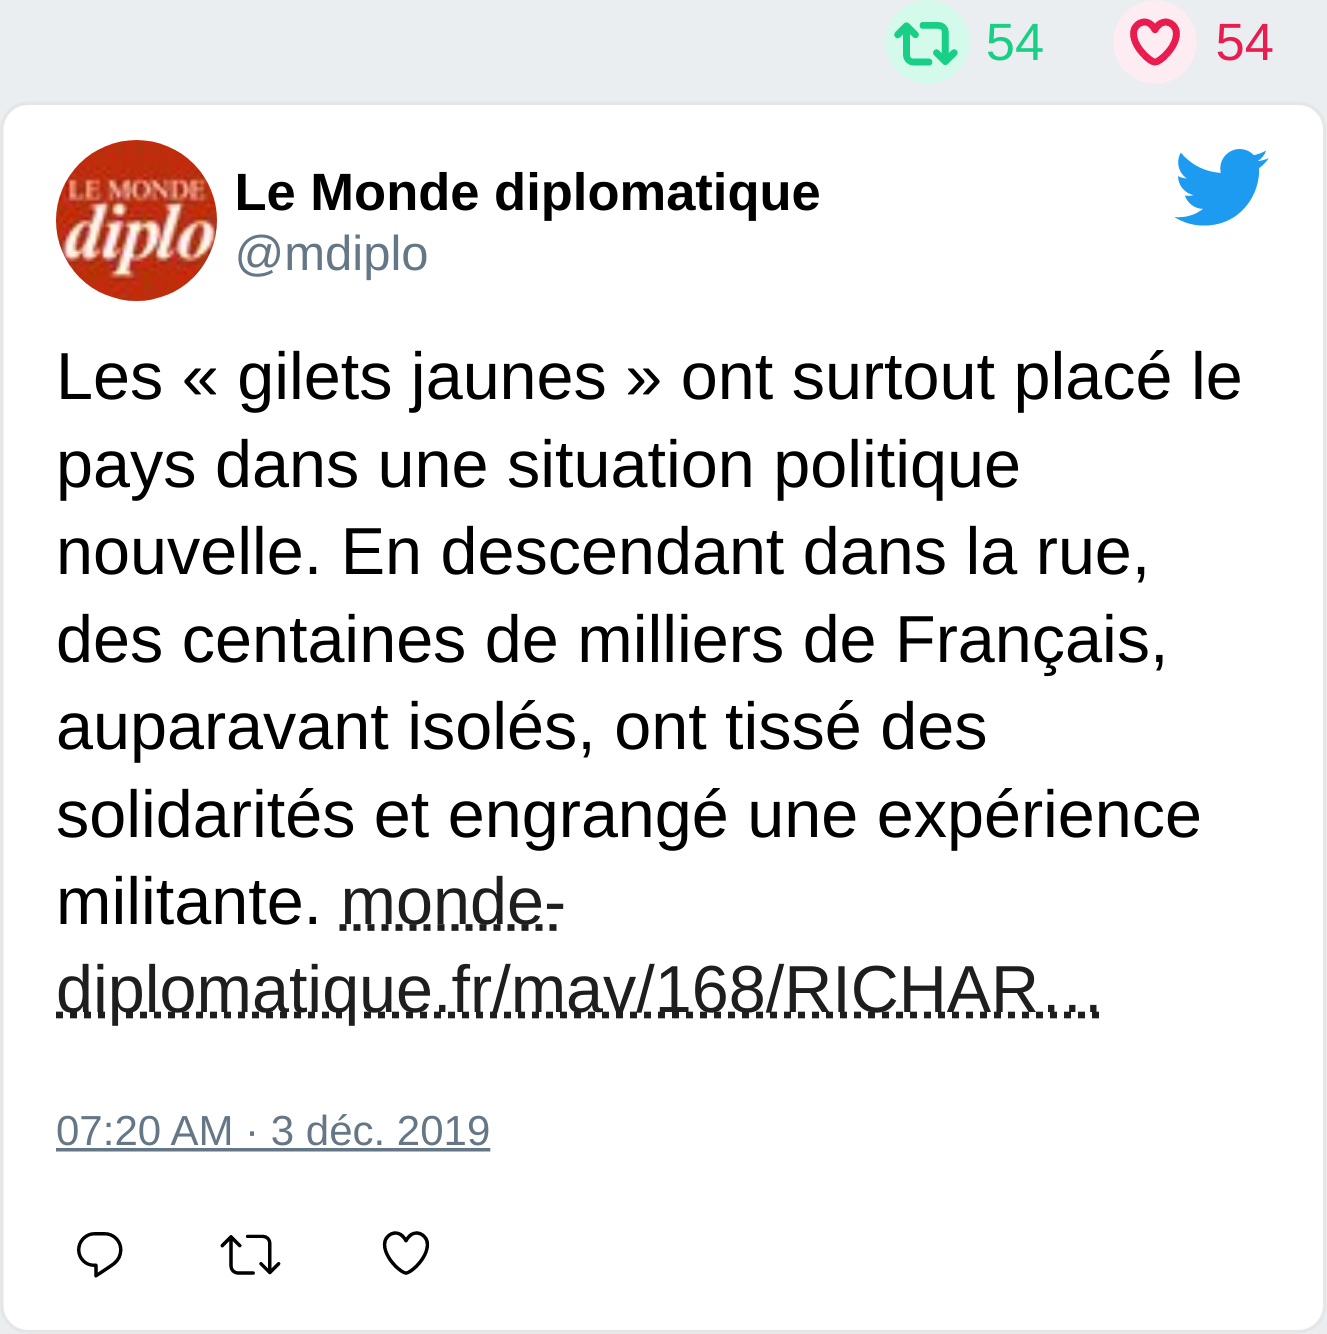 54 54
LE MONDE
diplo
Le Monde diplomatique
@mdiplo
Les « gilets jaunes » ont surtout placé le
pays dans une situation politique
nouvelle. En descendant dans la rue,
des centaines de milliers de Français,
auparavant isolés, ont tissé des
solidarités et engrangé une expérience
militante. monde-
diplomatique.fr/mav/168/RICHAR…
07:20 AM · 3 déc. 2019